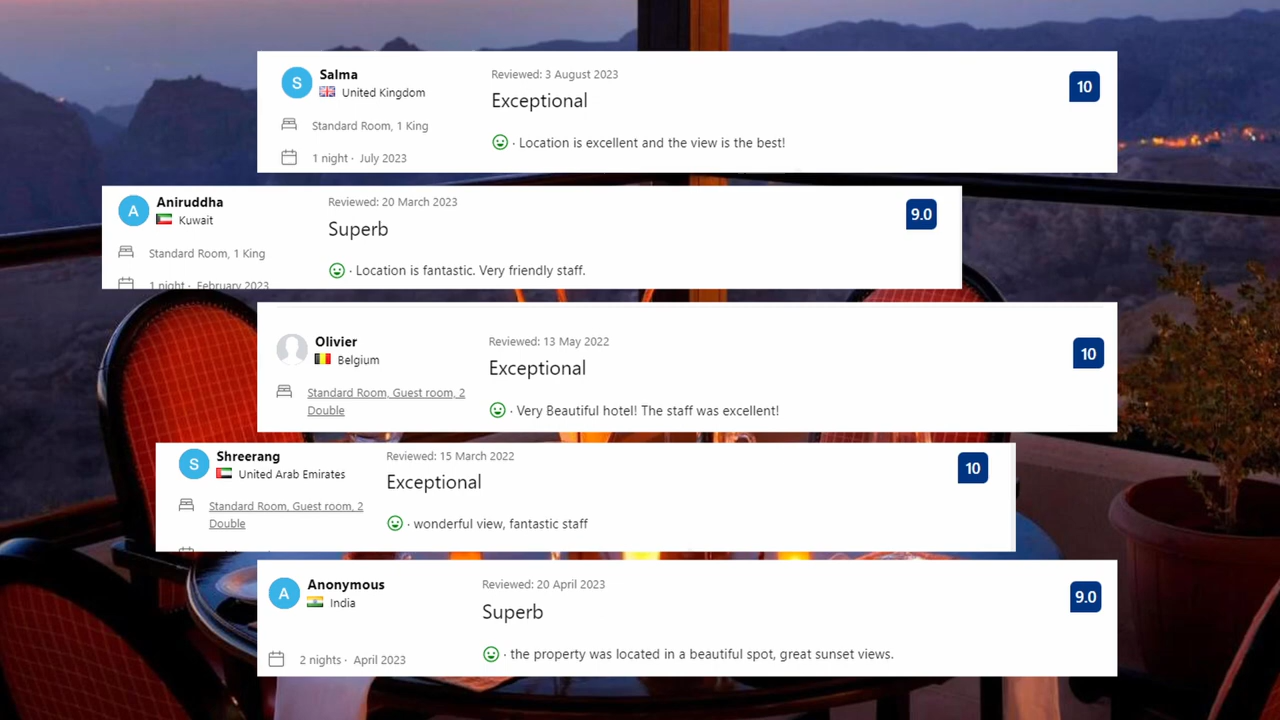 S
Salma
United Kingdom
Standard Room, 1 King
1 night · July 2023
Reviewed: 3 August 2023
Exceptional
· Location is excellent and the view is the best!
10
A
Aniruddha
Kuwait
Standard Room, 1 King
1 night · February 2023
Reviewed: 20 March 2023
Superb
· Location is fantastic. Very friendly staff.
9.0
Olivier
Belgium
Standard Room, Guest room, 2
Double
Reviewed: 13 May 2022
Exceptional
· Very Beautiful hotel! The staff was excellent!
10
S
Shreerang
United Arab Emirates
Standard Room, Guest room, 2
Double
Reviewed: 15 March 2022
Exceptional
· wonderful view, fantastic staff
10
A
Anonymous
India
2 nights · April 2023
Reviewed: 20 April 2023
Superb
· the property was located in a beautiful spot, great sunset views.
9.0